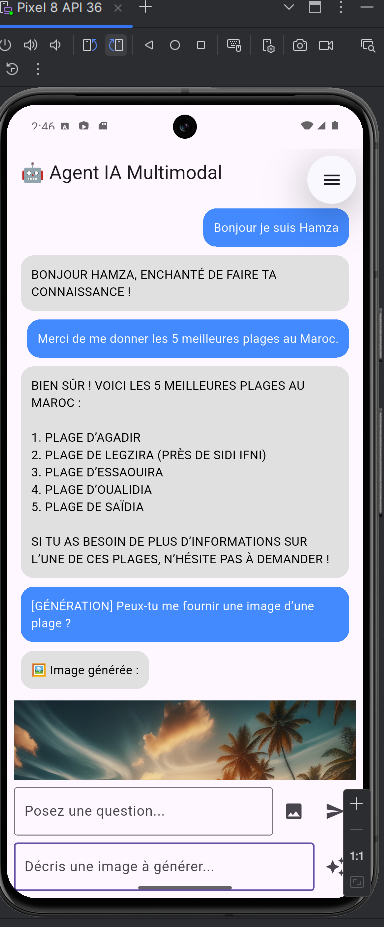 Pixel 8 API 36
2:46
Agent IA Multimodal
Bonjour je suis Hamza
BONJOUR HAMZA, ENCHANTÉ DE FAIRE TA
CONNAISSANCE !
Merci de me donner les 5 meilleures plages au Maroc.
BIEN SÛR ! VOICI LES 5 MEILLEURES PLAGES AU
MAROC :
1. PLAGE D'AGADIR
2. PLAGE DE LEGZIRA (PRÈS DE SIDI IFNI)
3. PLAGE D'ESSAOUIRA
4. PLAGE D'OUALIDIA
5. PLAGE DE SAÏDIA
SI TU AS BESOIN DE PLUS D'INFORMATIONS SUR
L'UNE DE CES PLAGES, N'HÉSITE PAS À DEMANDER !
[GÉNÉRATION] Peux-tu me fournir une image d'une
plage ?
Image générée :
Posez une question...
Décris une image à générer...
1:1